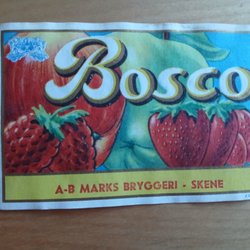 Bosco
A-B MARKS BRYGGERI - SKENE